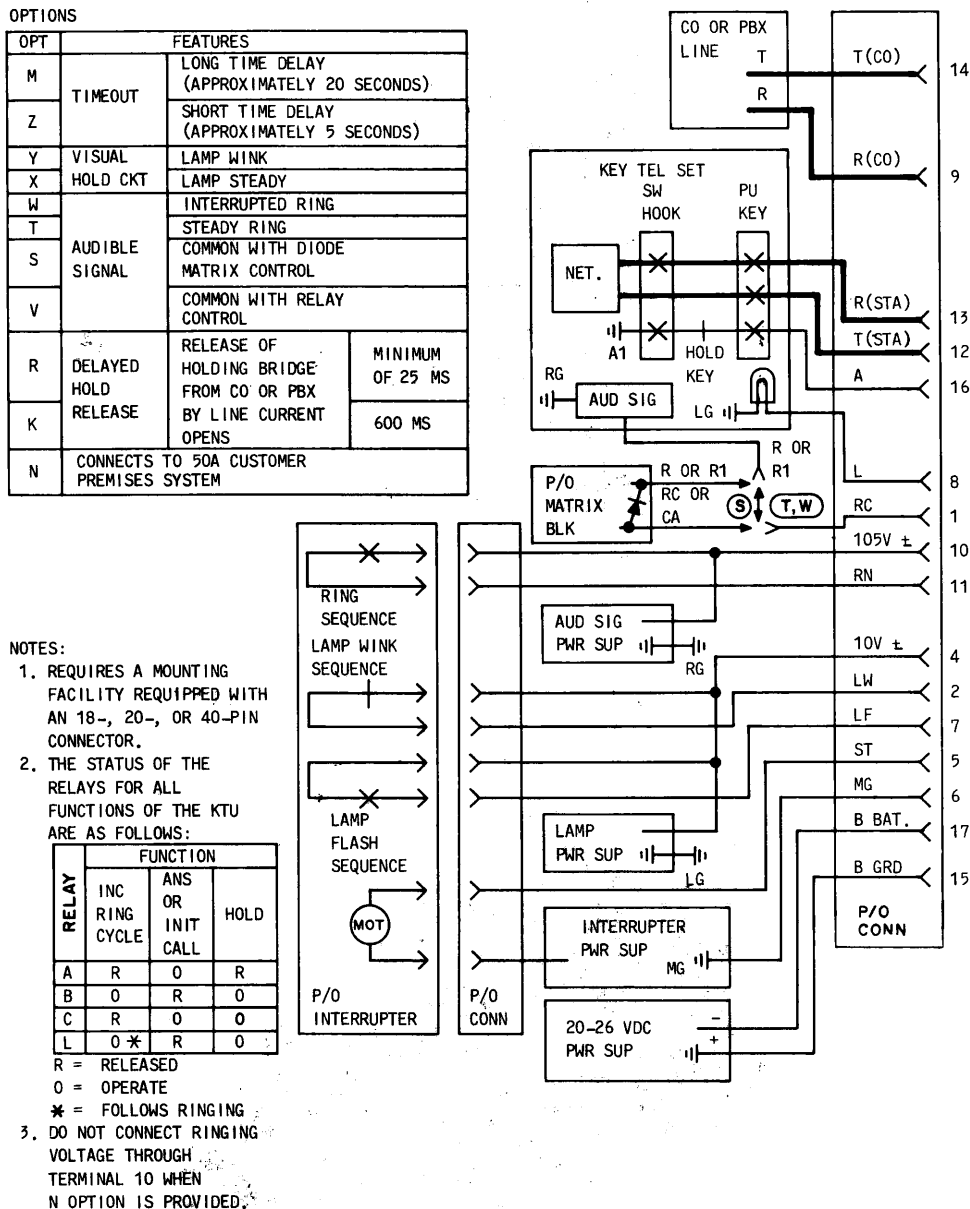 OPTIONS
OPT FEATURES
M TIMEOUT LONG TIME DELAY
(APPROXIMATELY 20 SECONDS)
Z SHORT TIME DELAY
(APPROXIMATELY 5 SECONDS)
Y VISUAL LAMP WINK
X HOLD CKT LAMP STEADY
W AUDIBLE SIGNAL INTERRUPTED RING
T STEADY RING
S COMMON WITH DIODE
MATRIX CONTROL
V COMMON WITH RELAY
CONTROL
R DELAYED HOLD RELEASE RELEASE OF
HOLDING BRIDGE
FROM CO OR PBX
BY LINE CURRENT
OPENS
MINIMUM
OF 25 MS
K 600 MS
N CONNECTS TO 50A CUSTOMER
PREMISES SYSTEM
NOTES:
1. REQUIRES A MOUNTING
FACILITY REQUIPPED WITH
AN 18-, 20-, OR 40-PIN
CONNECTOR.
2. THE STATUS OF THE
RELAYS FOR ALL
FUNCTIONS OF THE KTU
ARE AS FOLLOWS:
RELAY
FUNCTION
INC
RING
CYCLE
ANS
OR
INIT
CALL
HOLD
A R O R
B O R O
C R O O
L O * R O
R = RELEASED
O = OPERATE
* = FOLLOWS RINGING
3. DO NOT CONNECT RINGING
VOLTAGE THROUGH
TERMINAL 10 WHEN
N OPTION IS PROVIDED.
CO OR PBX
LINE
T
R
KEY TEL SET
SW
HOOK
PU
KEY
NET.
A1
HOLD
KEY
RG
AUD SIG
LG
R OR
R1
P/O
MATRIX
BLK
R OR R1
RC OR
CA
S
T,W
RING
SEQUENCE
LAMP WINK
SEQUENCE
LAMP
FLASH
SEQUENCE
MOT
P/O
INTERRUPTER
P/O
CONN
AUD SIG
PWR SUP
RG
LAMP
PWR SUP
LG
INTERRUPTER
PWR SUP
MG
20-26 VDC
PWR SUP
-
+
T(CO) 14
R(CO) 9
R(STA) 13
T(STA) 12
A 16
L 8
RC 1
105V ± 10
RN 11
10V ± 4
LW 2
LF 7
ST 5
MG 6
B BAT. 17
B GRD 15
P/O
CONN